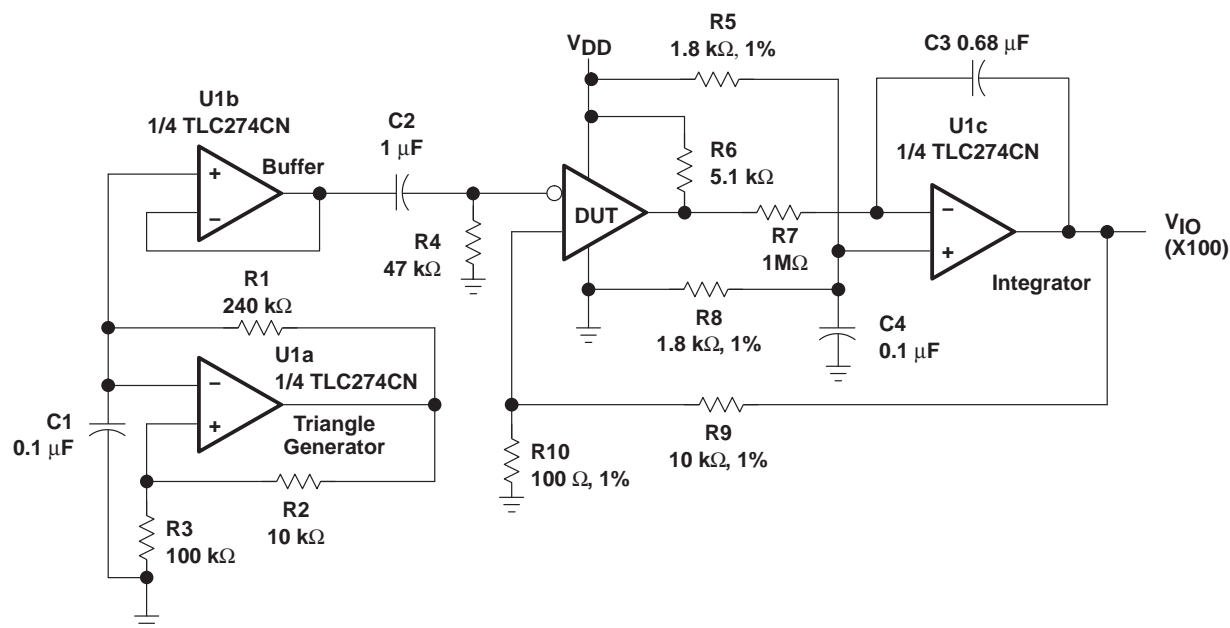 R5
1.8 kΩ, 1%
VDD
C3 0.68 μF
U1b
1/4 TLC274CN
C2
1 μF
U1c
1/4 TLC274CN
Buffer
R6
5.1 kΩ
+
−
DUT
−
+
VIO
(X100)
R7
1MΩ
R4
47 kΩ
Integrator
R1
240 kΩ
R8
1.8 kΩ, 1%
C4
0.1 μF
U1a
1/4 TLC274CN
−
+
C1
0.1 μF
Triangle
Generator
R9
10 kΩ, 1%
R10
100 Ω, 1%
R2
10 kΩ
R3
100 kΩ